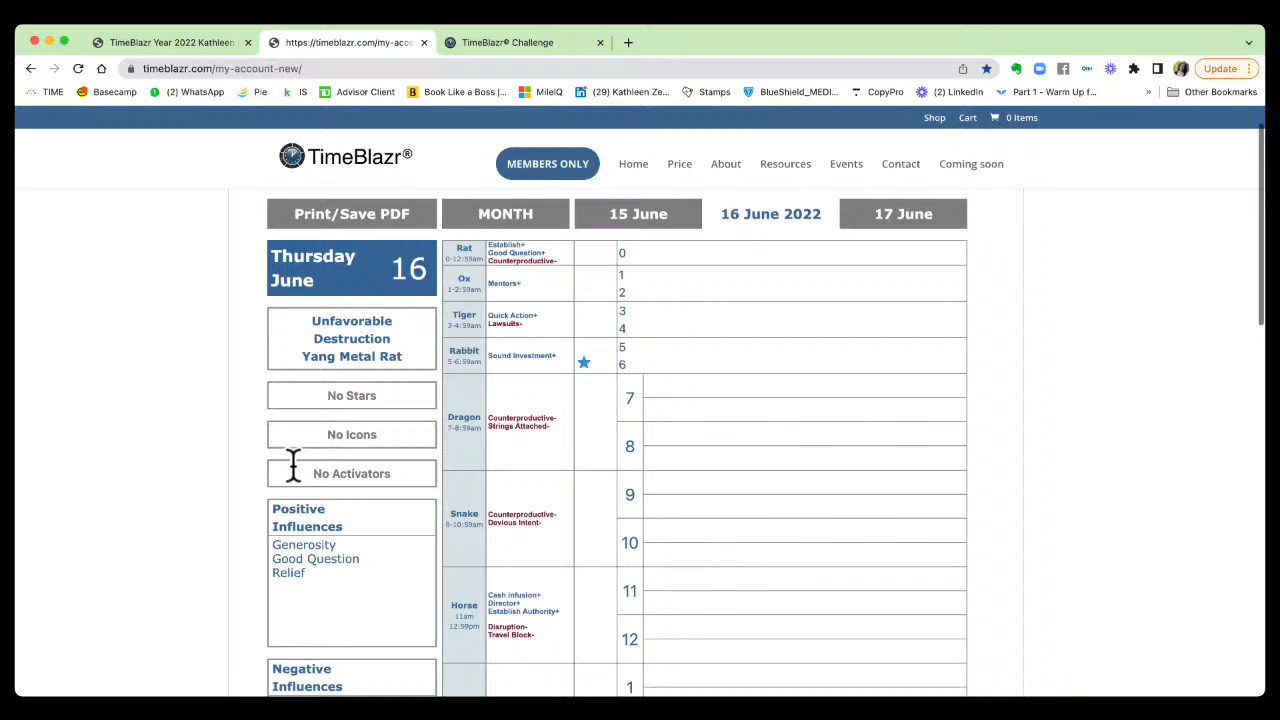 TimeBlazr Year 2022 Kathleen
https://timeblazr.com/my-acco
TimeBlazr® Challenge
timeblazr.com/my-account-new/
Update
TIME
Basecamp
(2) WhatsApp
Pie
IS
Advisor Client
Book Like a Boss |...
MileIQ
(29) Kathleen Ze...
Stamps
BlueShield_MEDI...
CopyPro
(2) LinkedIn
Part 1 - Warm Up f...
»
Other Bookmarks
Shop
Cart
0 Items
TimeBlazr®
MEMBERS ONLY
Home
Price
About
Resources
Events
Contact
Coming soon
Print/Save PDF
MONTH
15 June
16 June 2022
17 June
Thursday
June
16
Unfavorable
Destruction
Yang Metal Rat
No Stars
No Icons
No Activators
Positive
Influences
Generosity
Good Question
Relief
Negative
Influences
Rat
0-12:59am
Establish+
Good Question+
Counterproductive-
0
Ox
1-2:59am
Mentors+
1
2
Tiger
3-4:59am
Quick Action+
Lawsuits-
3
4
Rabbit
5-6:59am
Sound Investment+
5
6
Dragon
7-8:59am
Counterproductive-
Strings Attached-
7
8
Snake
9-10:59am
Counterproductive-
Devious Intent-
9
10
Horse
11am
12:59pm
Cash Infusion+
Director+
Establish Authority+
Disruption-
Travel Block-
11
12
1